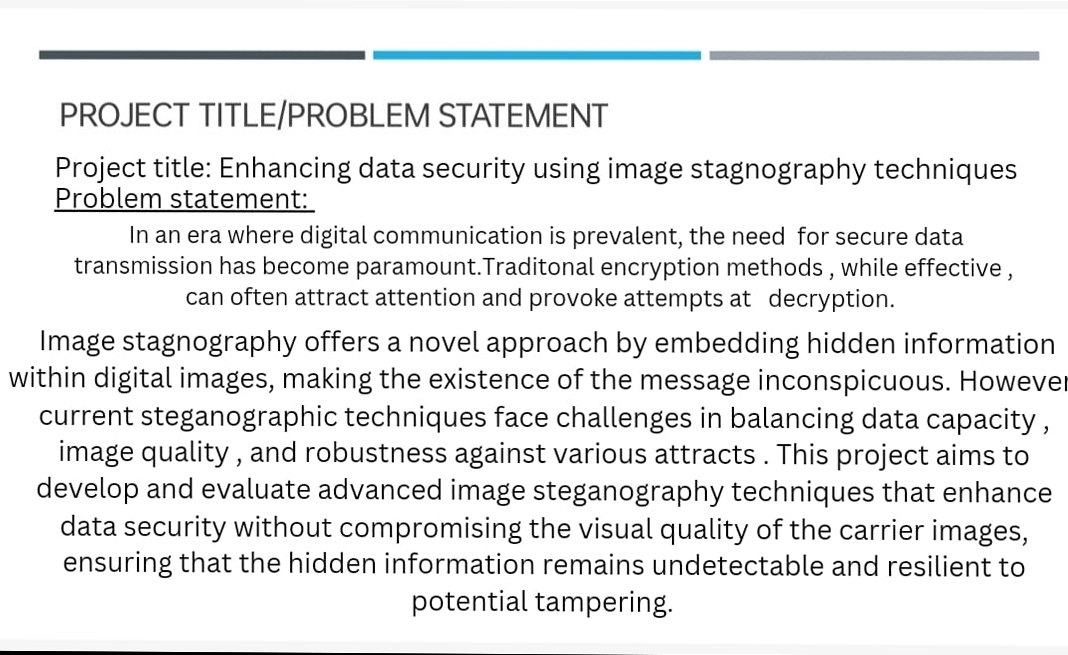 PROJECT TITLE/PROBLEM STATEMENT
Project title: Enhancing data security using image stagnography techniques
Problem statement:
In an era where digital communication is prevalent, the need for secure data
transmission has become paramount.Traditonal encryption methods , while effective ,
can often attract attention and provoke attempts at decryption.
Image stagnography offers a novel approach by embedding hidden information
within digital images, making the existence of the message inconspicuous. However
current steganographic techniques face challenges in balancing data capacity ,
image quality , and robustness against various attracts . This project aims to
develop and evaluate advanced image steganography techniques that enhance
data security without compromising the visual quality of the carrier images,
ensuring that the hidden information remains undetectable and resilient to
potential tampering.